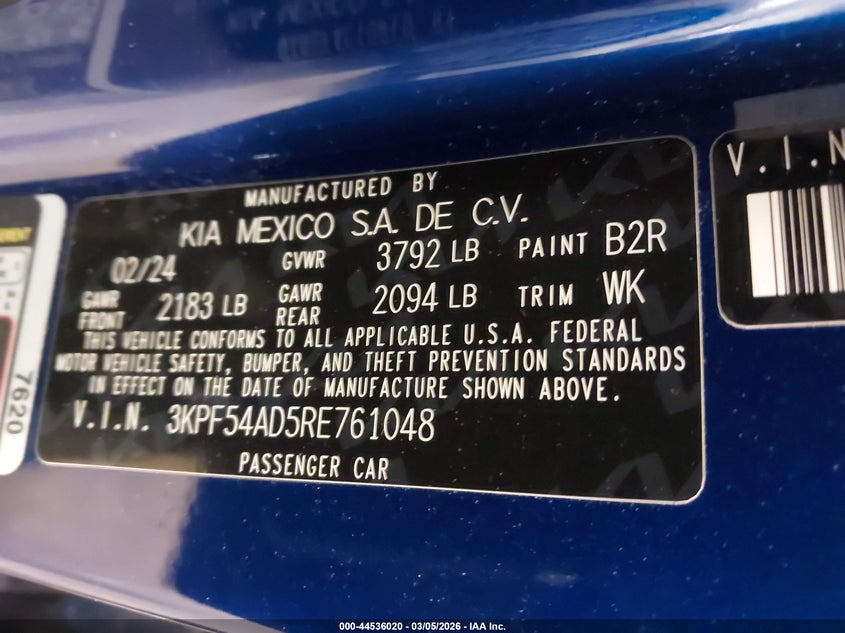 MANUFACTURED BY
KIA MEXICO S.A. DE C.V.
02/24 GVWR 3792 LB PAINT B2R
GAWR FRONT 2183 LB GAWR REAR 2094 LB TRIM WK
THIS VEHICLE CONFORMS TO ALL APPLICABLE U.S.A. FEDERAL
MOTOR VEHICLE SAFETY, BUMPER, AND THEFT PREVENTION STANDARDS
IN EFFECT ON THE DATE OF MANUFACTURE SHOWN ABOVE.
V.I.N. 3KPF54AD5RE761048
PASSENGER CAR
V.I.N
7620
000-44536020 - 03/05/2026 - IAA Inc.